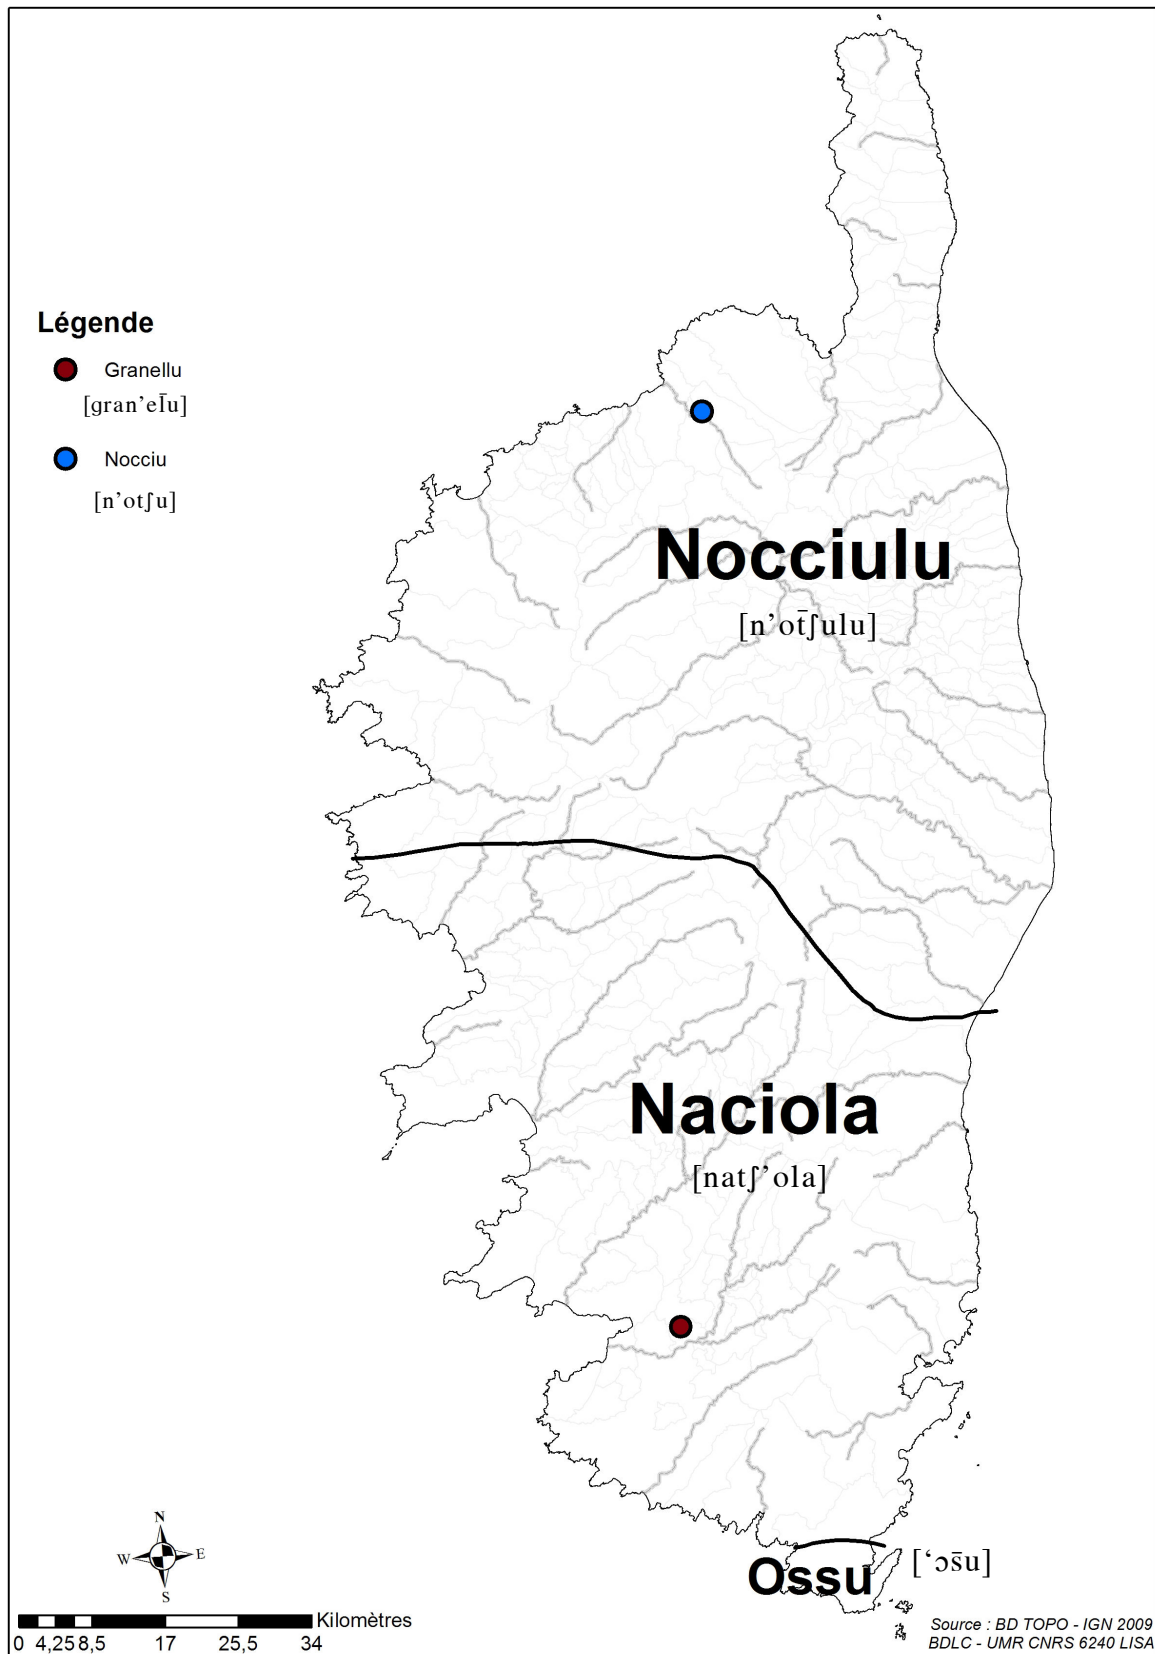 Légende
Granellu
[gran’el̄u]
Nocciu
[n’otʃu]
Nocciulu
[n’ot̄ʃulu]
Naciola
[natʃ’ola]
Ossu
[‘ɔs̄u]
N
W E
S
Kilomètres
0 4,25 8,5 17 25,5 34
Source : BD TOPO - IGN 2009
BDLC - UMR CNRS 6240 LISA